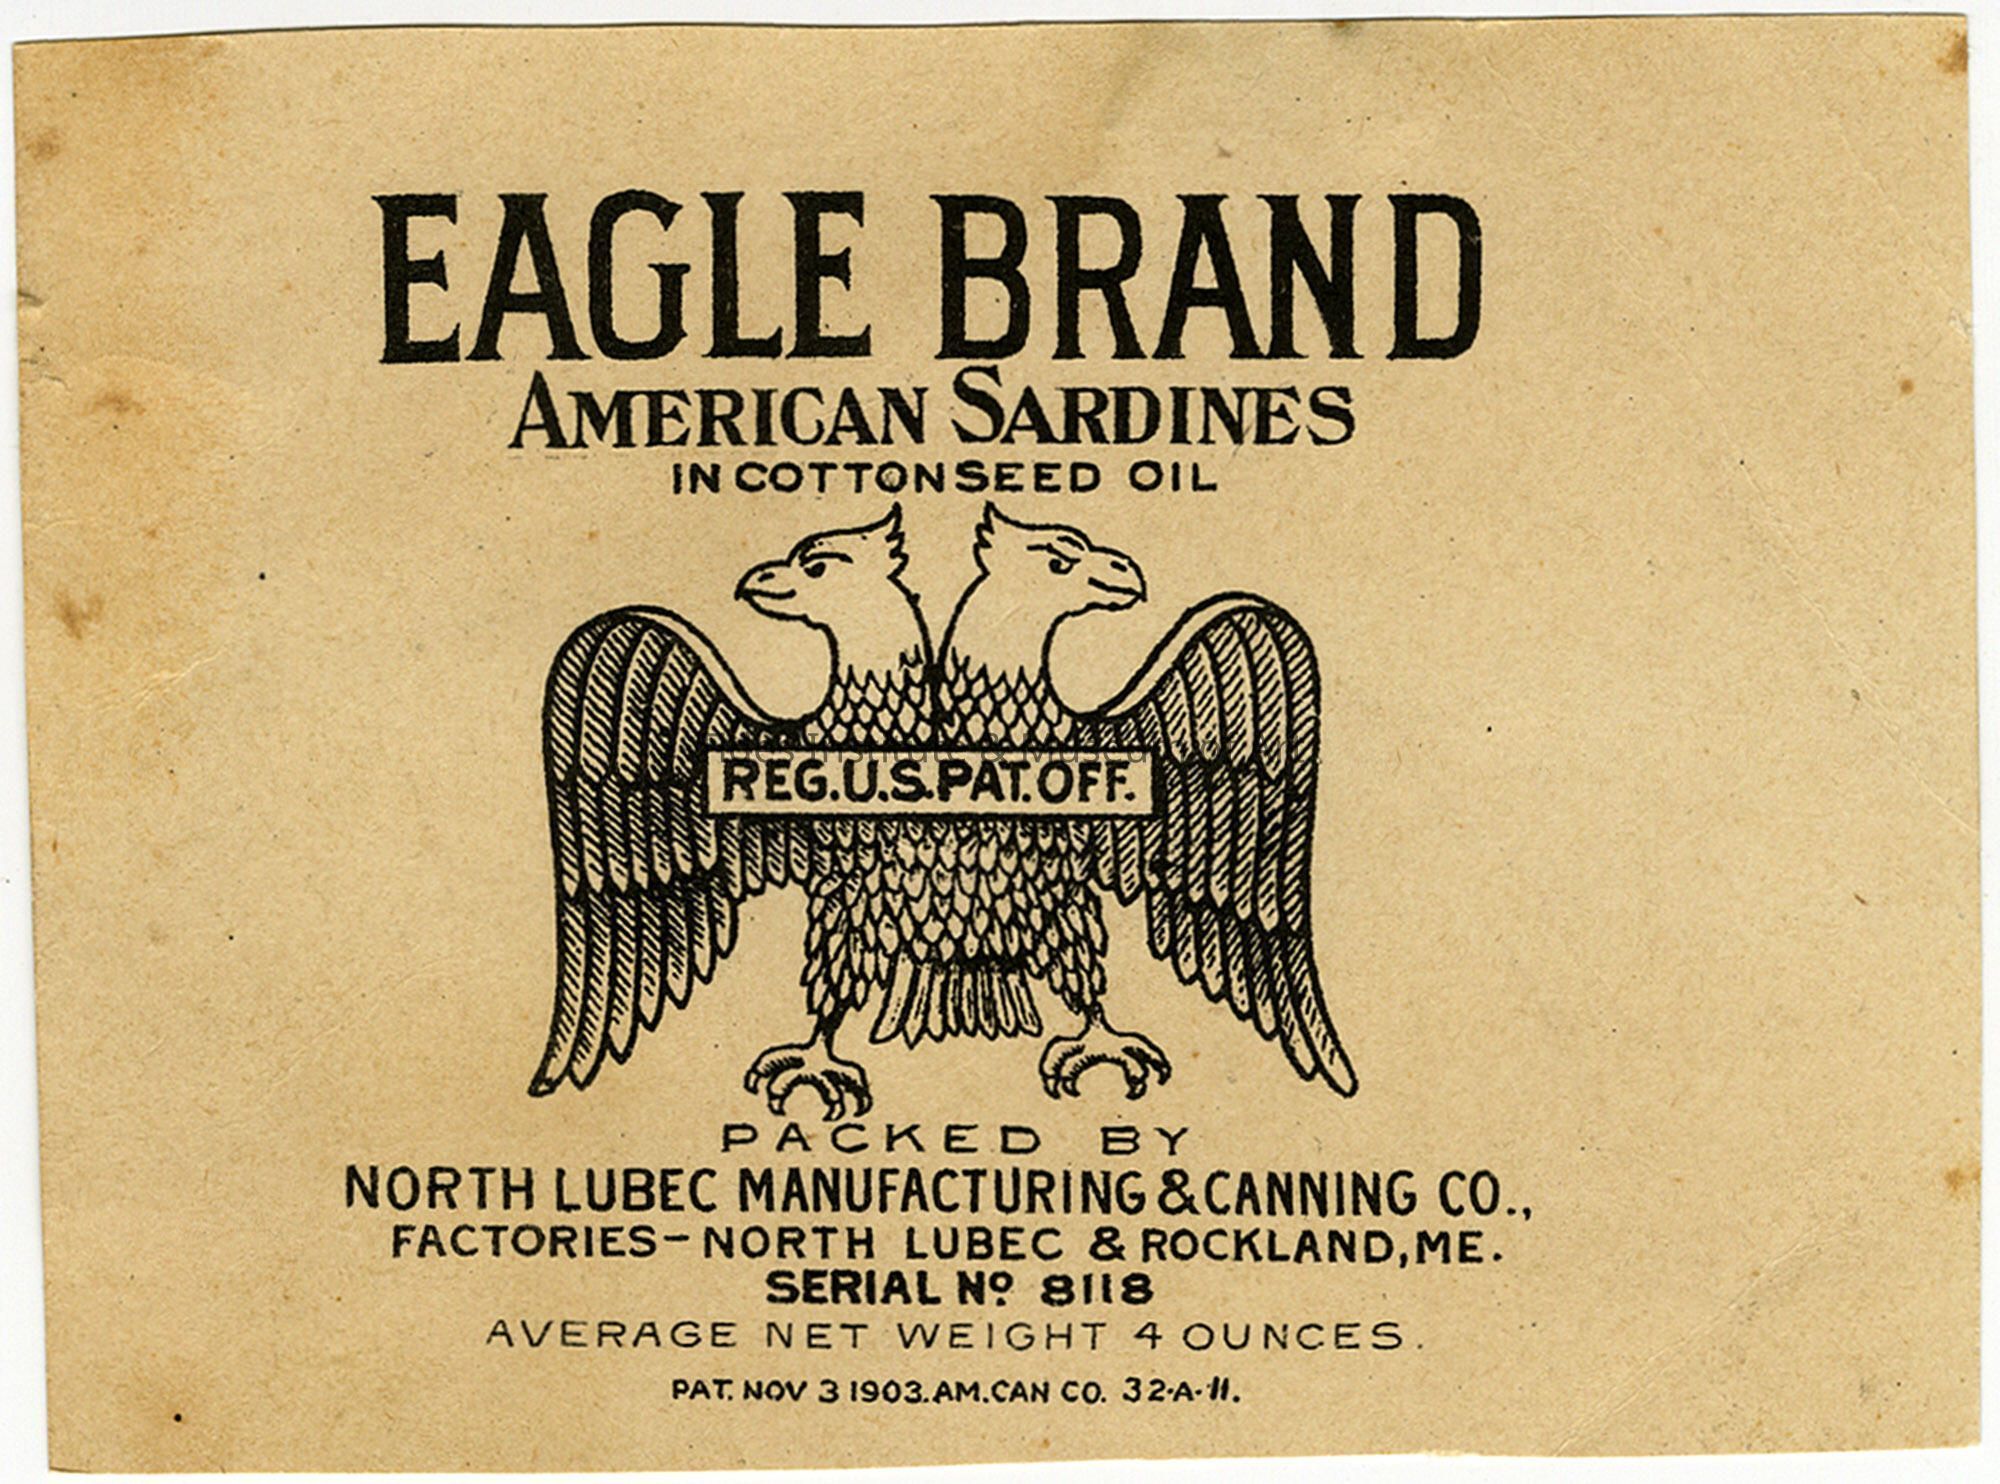 EAGLE BRAND
AMERICAN SARDINES
IN COTTONSEED OIL
Institute &
REG.U.S.PAT.OFF.
PACKED BY
NORTH LUBEC MANUFACTURING & CANNING CO.,
FACTORIES-NORTH LUBEC & ROCKLAND, ME.
SERIAL No 8118
AVERAGE NET WEIGHT 4 OUNCES.
PAT. NOV 3 1903. AM. CAN CO. 32-A-11.